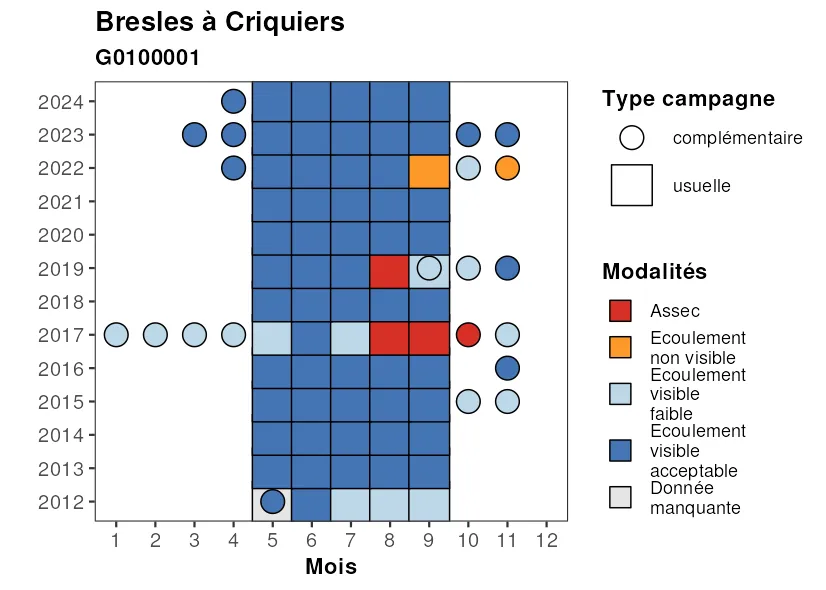 Bresles à Criquiers
G0100001
2024
2023
2022
2021
2020
2019
2018
2017
2016
2015
2014
2013
2012
1 2 3 4 5 6 7 8 9 10 11 12
Mois
Type campagne
complémentaire
usuelle
Modalités
Assec
Ecoulement
non visible
Ecoulement
visible
faible
Ecoulement
visible
acceptable
Donnée
manquante